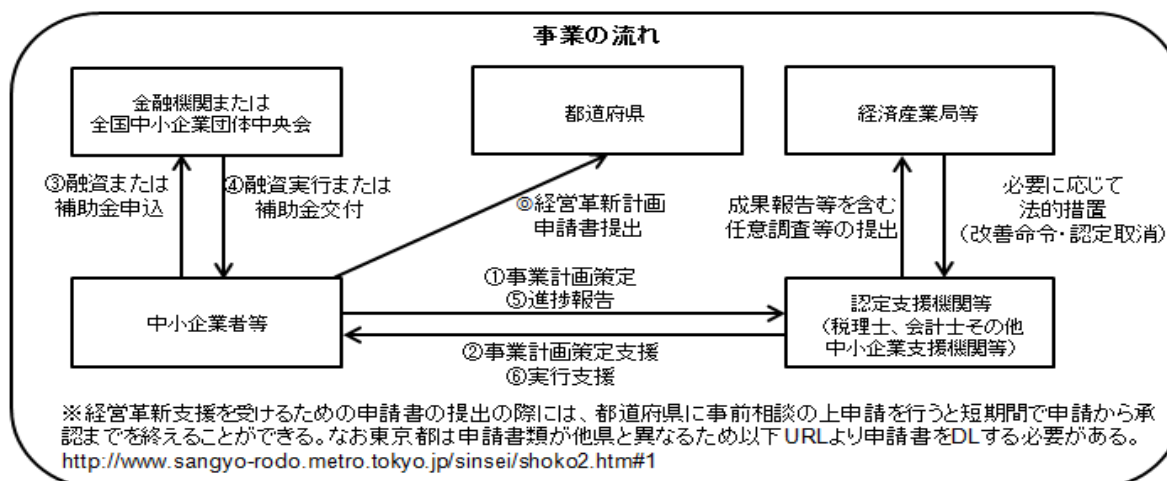 事業の流れ
金融機関または
全国中小企業団体中央会
都道府県
経済産業局等
③融資または
補助金申込
④融資実行または
補助金交付
◎経営革新計画
申請書提出
成果報告等を含む
任意調査等の提出
必要に応じて
法的措置
(改善命令・認定取消)
中小企業者等
①事業計画策定
⑤進捗報告
②事業計画策定支援
⑥実行支援
認定支援機関等
(税理士、会計士その他
中小企業支援機関等)
※経営革新支援を受けるための申請書の提出の際には、都道府県に事前相談の上申請を行うと短期間で申請から承
認までを終えることができる。なお東京都は申請書類が他県と異なるため以下URLより申請書をDLする必要がある。
http://www.sangyo-rodo.metro.tokyo.jp/sinsei/shoko2.htm#1